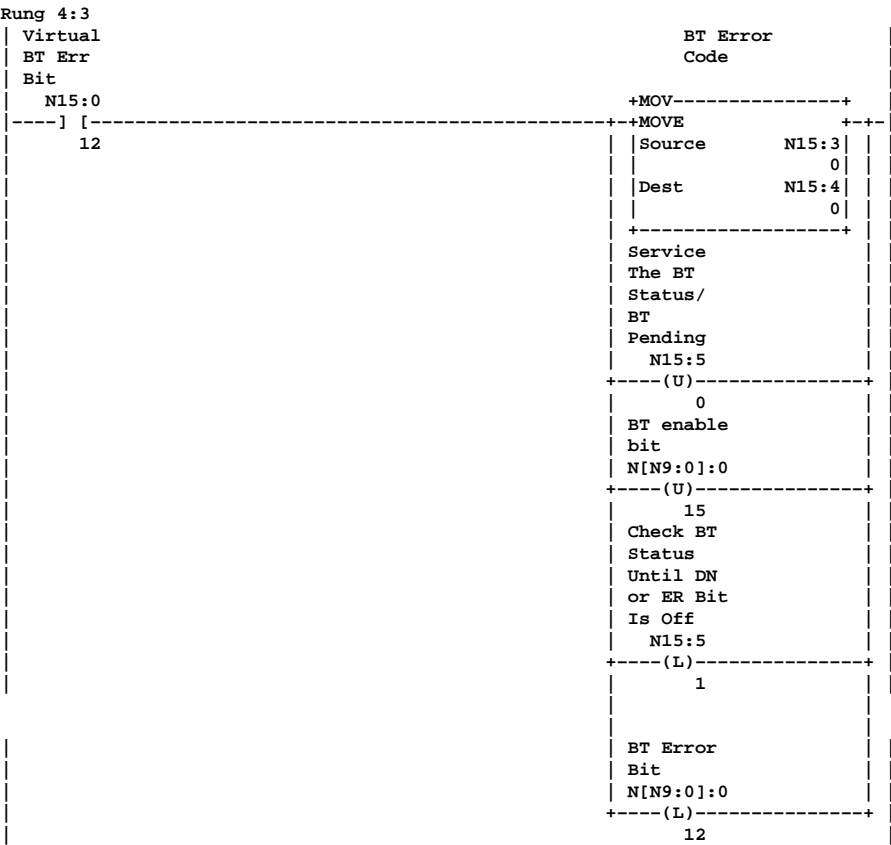 Rung 4:3
| Virtual                                                    BT Error          |
| BT Err                                                     Code              |
| Bit                                                                          |
|   N15:0                                               +MOV---------------+   |
|----] [----------------------------------------------+-+MOVE              +-+-|
|      12                                             | |Source       N15:3| | |
|                                                     | |                 0| | |
|                                                     | |Dest         N15:4| | |
|                                                     | |                 0| | |
|                                                     | +------------------+ | |
|                                                     | Service              | |
|                                                     | The BT               | |
|                                                     | Status/              | |
|                                                     | BT                   | |
|                                                     | Pending              | |
|                                                     |   N15:5              | |
|                                                     +----(U)---------------+ |
|                                                     |       0              | |
|                                                     | BT enable            | |
|                                                     | bit                  | |
|                                                     | N[N9:0]:0            | |
|                                                     +----(U)---------------+ |
|                                                     |      15              | |
|                                                     | Check BT             | |
|                                                     | Status               | |
|                                                     | Until DN             | |
|                                                     | or ER Bit            | |
|                                                     | Is Off               | |
|                                                     |   N15:5              | |
|                                                     +----(L)---------------+ |
|                                                     |       1              | |
|                                                     | BT Error             | |
|                                                     | Bit                  | |
|                                                     | N[N9:0]:0            | |
|                                                     +----(L)---------------+ |
|                                                            12                |